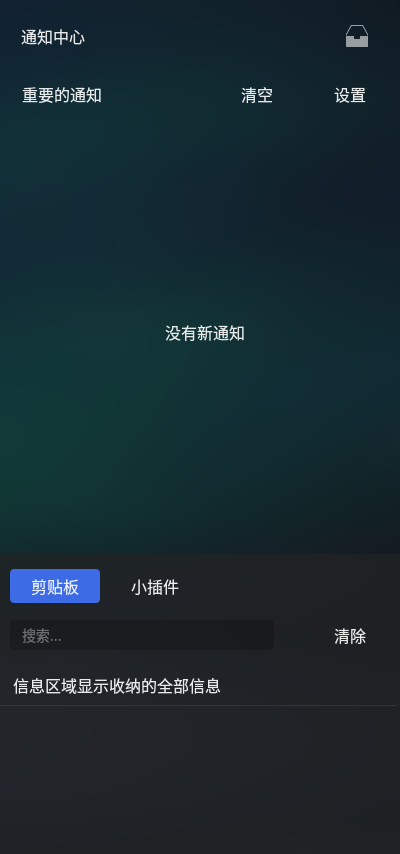 通知中心
重要的通知 清空 设置
没有新通知
剪贴板 小插件
搜索... 清除
信息区域显示收纳的全部信息